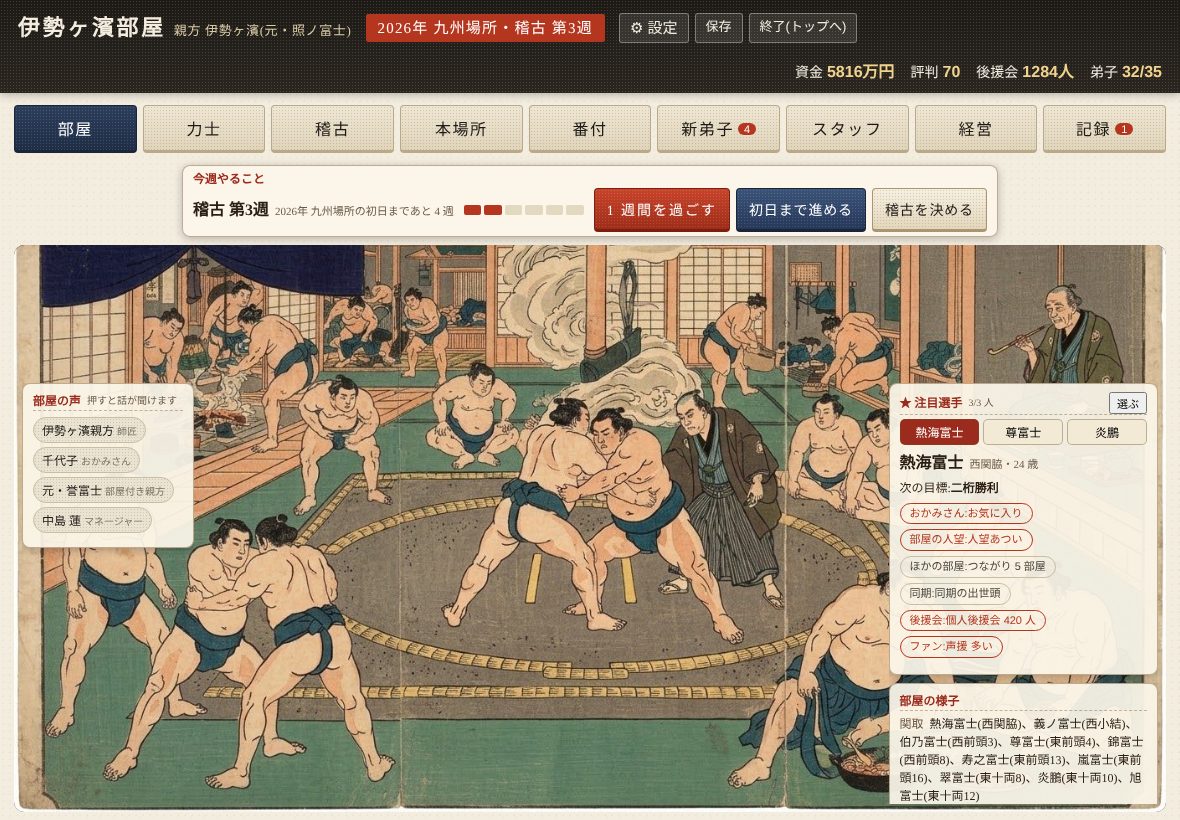 伊勢ヶ濱部屋 親方 伊勢ヶ濱(元・照ノ富士) 2026年 九州場所・稽古 第3週 ⚙ 設定 保存 終了(トップへ)
資金 5816万円 評判 70 後援会 1284人 弟子 32/35
部屋 力士 稽古 本場所 番付 新弟子 4 スタッフ 経営 記録 1
今週やること
稽古 第3週 2026年 九州場所の初日まであと 4 週 1 週間を過ごす 初日まで進める 稽古を決める
部屋の声 押すと話が聞けます
伊勢ヶ濱親方 師匠
千代子 おかみさん
元・誉富士 部屋付き親方
中島 蓮 マネージャー
★ 注目選手 3/3 人 選ぶ
熱海富士 尊富士 炎鵬
熱海富士 西関脇・24 歳
次の目標:二桁勝利
おかみさん:お気に入り
部屋の人望:人望あつい
ほかの部屋:つながり 5 部屋
同期:同期の出世頭
後援会:個人後援会 420 人
ファン:声援 多い
部屋の様子
関取 熱海富士(西関脇)、義ノ富士(西小結)、
伯乃富士(西前頭3)、尊富士(東前頭4)、錦富士
(西前頭8)、寿之富士(東前頭13)、嵐富士(東前
頭16)、翠富士(東十両8)、炎鵬(東十両10)、旭
富士(東十両12)